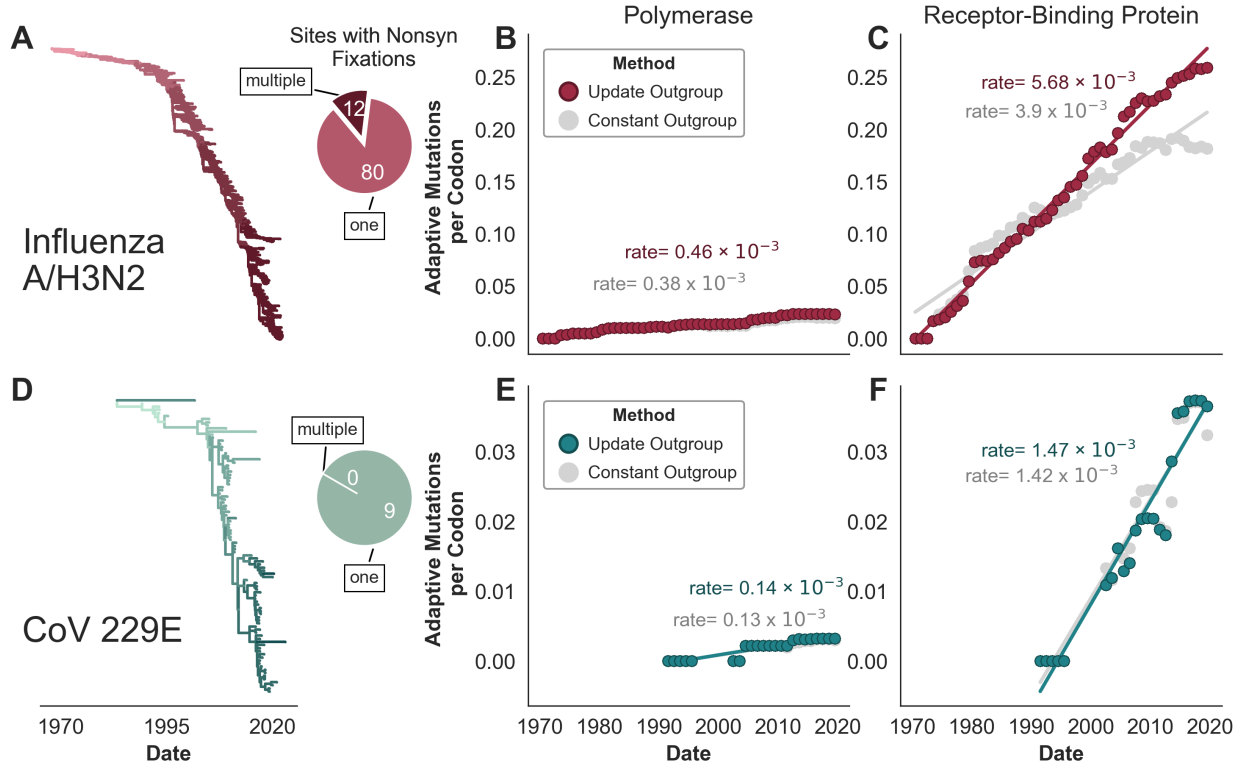 Polymerase
Receptor-Binding Protein
A
Sites with Nonsyn
Fixations
multiple
12
80
one
Influenza
A/H3N2
B
Adaptive Mutations
per Codon
0.25
0.20
0.15
0.10
0.05
0.00
Method
Update Outgroup
Constant Outgroup
rate= 0.46 × 10⁻³
rate= 0.38 x 10⁻³
C
0.25
0.20
0.15
0.10
0.05
0.00
rate= 5.68 × 10⁻³
rate= 3.9 x 10⁻³
D
multiple
0
9
one
CoV 229E
1970 1995 2020
Date
E
Adaptive Mutations
per Codon
0.03
0.02
0.01
0.00
Method
Update Outgroup
Constant Outgroup
rate= 0.14 × 10⁻³
rate= 0.13 x 10⁻³
1970 1980 1990 2000 2010 2020
Date
F
0.03
0.02
0.01
0.00
rate= 1.47 × 10⁻³
rate= 1.42 x 10⁻³
1970 1980 1990 2000 2010 2020
Date